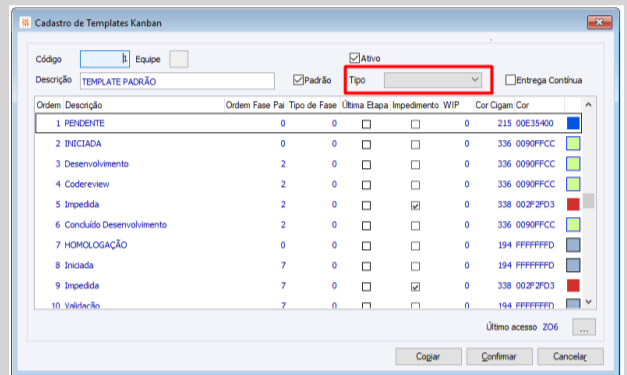 Cadastro de Templates Kanban
Código 1 Equipe Ativo
Descrição TEMPLATE PADRÃO Padrão Tipo Entrega Contínua
Ordem Descrição Ordem Fase Pai Tipo de Fase Última Etapa Impedimento WIP Cor Cigam Cor
1 PENDENTE 0 0 0 215 00E35400
2 INICIADA 0 0 0 336 0090FFCC
3 Desenvolvimento 2 0 0 336 0090FFCC
4 Codereview 2 0 0 336 0090FFCC
5 Impedida 2 0 0 338 002F2FD3
6 Concluído Desenvolvimento 2 0 0 336 0090FFCC
7 HOMOLOGAÇÃO 0 0 0 194 FFFFFFFD
8 Iniciada 7 0 0 194 FFFFFFFD
9 Impedida 7 0 0 338 002F2FD3
10 Validação 7 0 0 194 FFFFFFFD
Último acesso ZO6 ...
Copiar Confirmar Cancelar